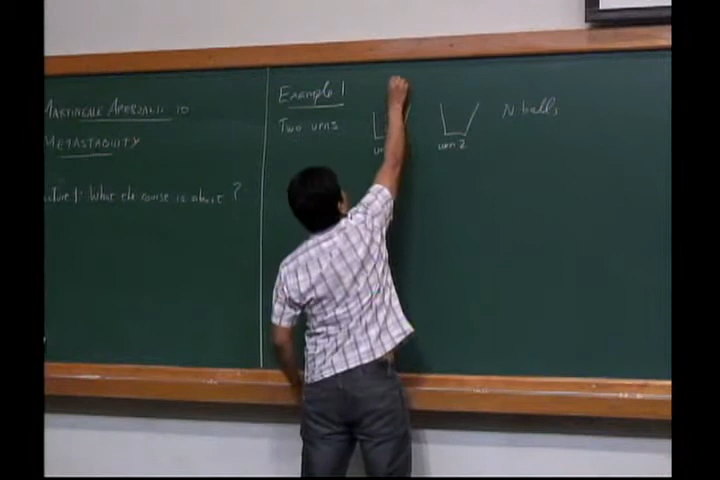 MARTINGALE APPROACH TO
METASTABILITY
Lecture 1: What the course is about ?
Example 1
Two urns
urn 2
N balls